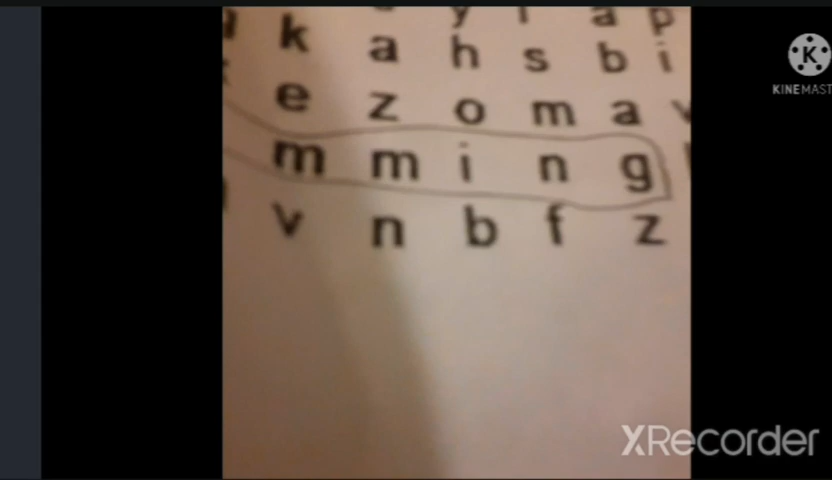 k a h s b i
e z o m a
m m i n g
v n b f z
KINEMAST
XRecorder